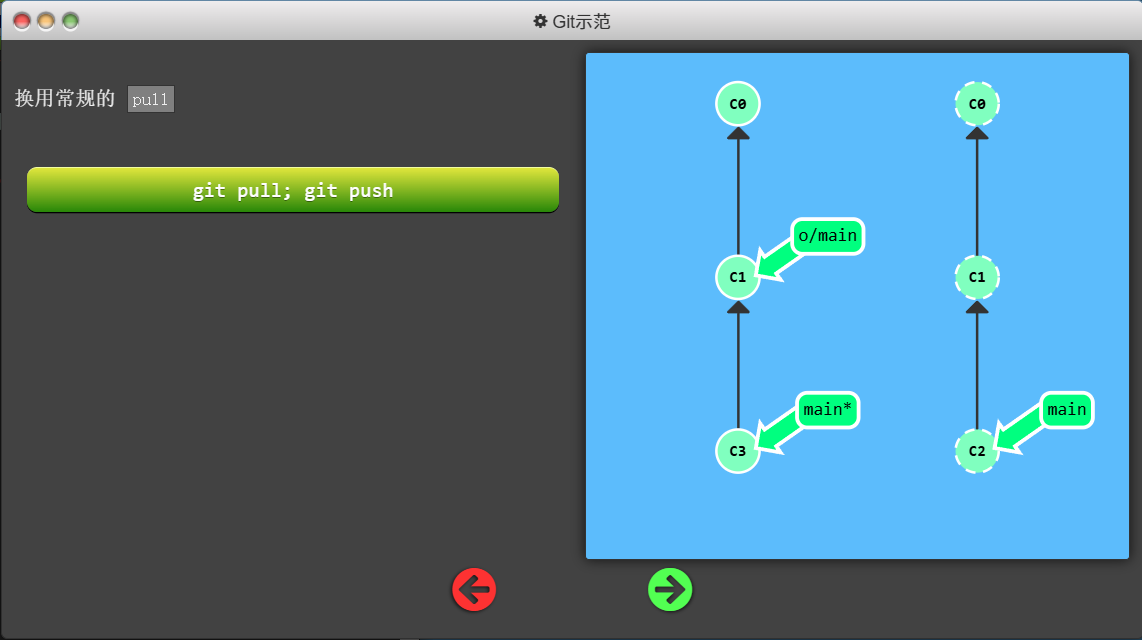 Git示范
换用常规的 pull
git pull; git push
C0
C0
o/main
C1
C1
main*
main
C3
C2